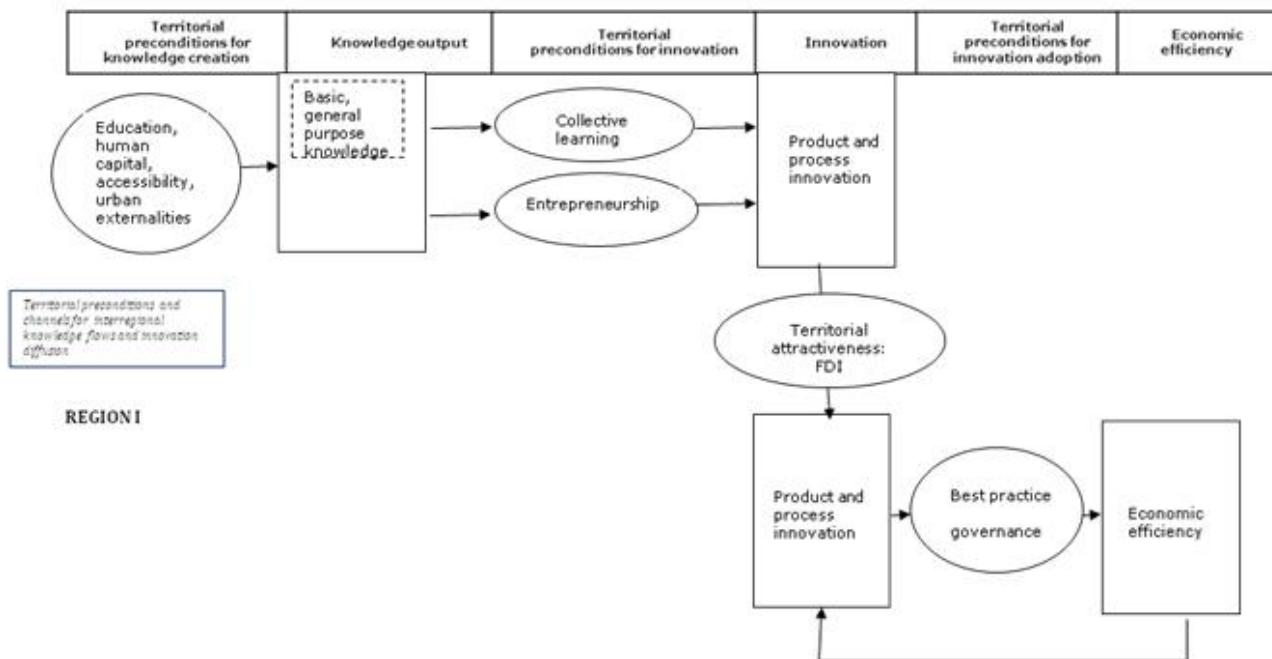 Territorial
preconditions for
knowledge creation
Knowledge output
Territorial
preconditions for innovation
Innovation
Territorial
preconditions for
innovation adoption
Economic
efficiency
Education,
human
capital,
accessibility,
urban
externalities
Basic,
general
purpose
knowledge
Collective
learning
Entrepreneurship
Product and
process
innovation
Territorial preconditions and
channels for interregional
knowledge flows and innovation
diffusion
Territorial
attractiveness:
FDI
REGION I
Product and
process
innovation
Best practice
governance
Economic
efficiency